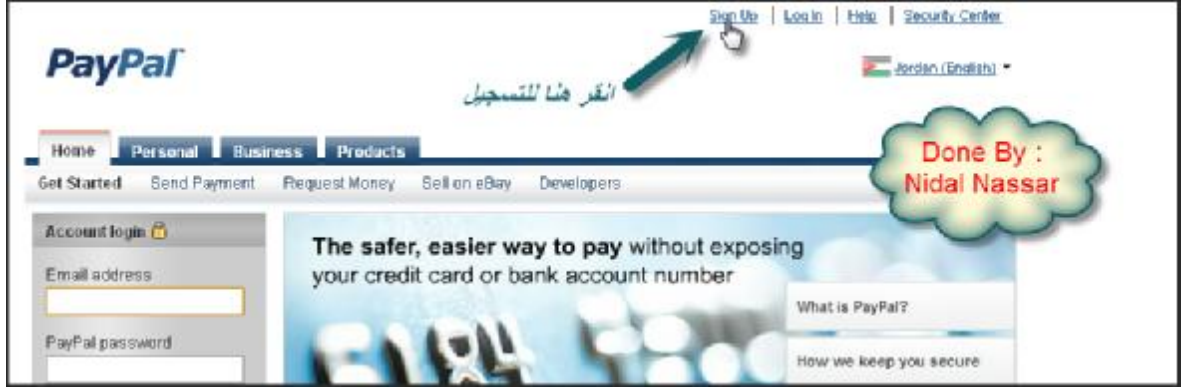 Sign Up | Log In | Help | Security Center
PayPal
Jordan (English)
انقر هنا للتسجيل
Home Personal Business Products
Done By :
Nidal Nassar
Get Started Send Payment Request Money Sell on eBay Developers
Account login
Email address
PayPal password
The safer, easier way to pay without exposing
your credit card or bank account number
What is PayPal?
How we keep you secure